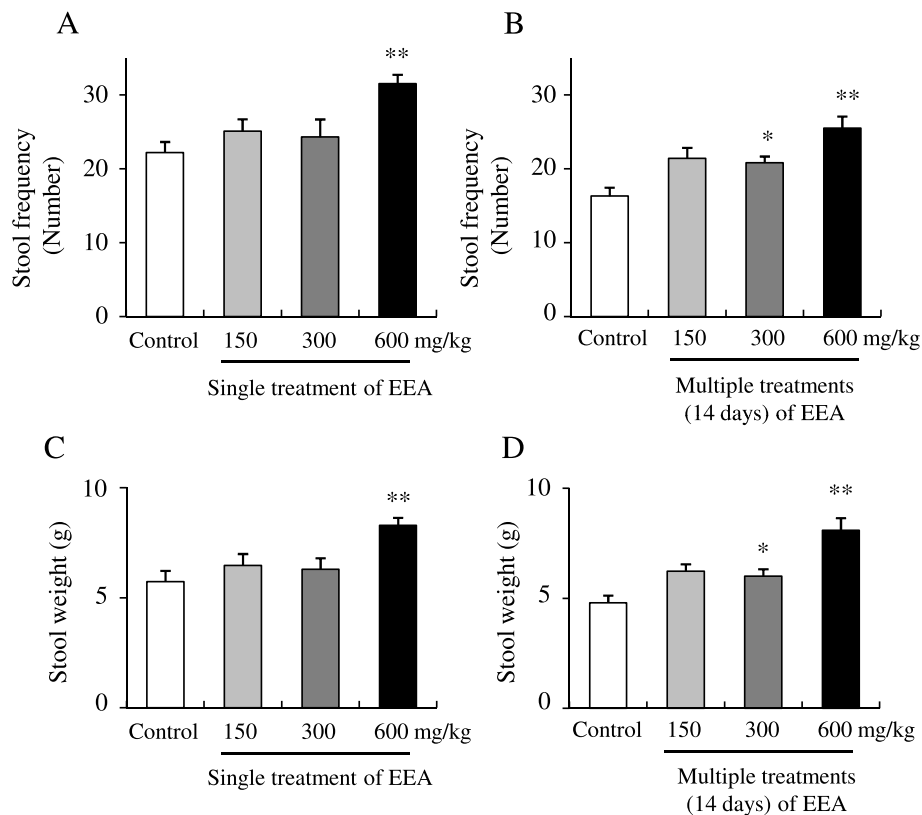 A
Stool frequency
(Number)
30
20
10
0
**
Control 150 300 600 mg/kg
Single treatment of EEA
B
Stool frequency
(Number)
30
20
10
0
*
**
Control 150 300 600 mg/kg
Multiple treatments
(14 days) of EEA
C
Stool weight (g)
10
5
0
**
Control 150 300 600 mg/kg
Single treatment of EEA
D
Stool weight (g)
10
5
0
*
**
Control 150 300 600 mg/kg
Multiple treatments
(14 days) of EEA